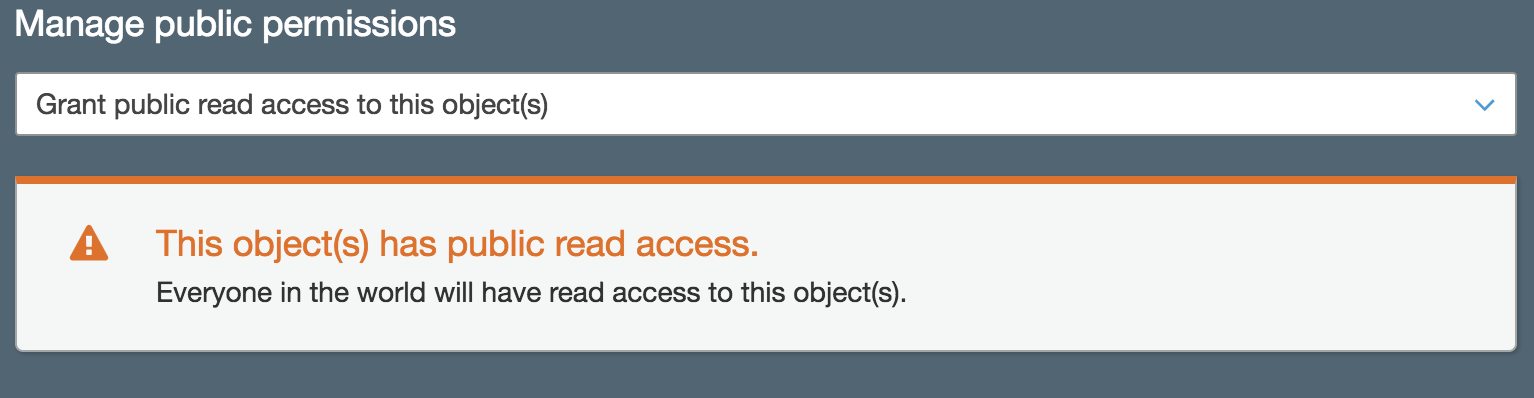 Manage public permissions
Grant public read access to this object(s)
This object(s) has public read access.
Everyone in the world will have read access to this object(s).